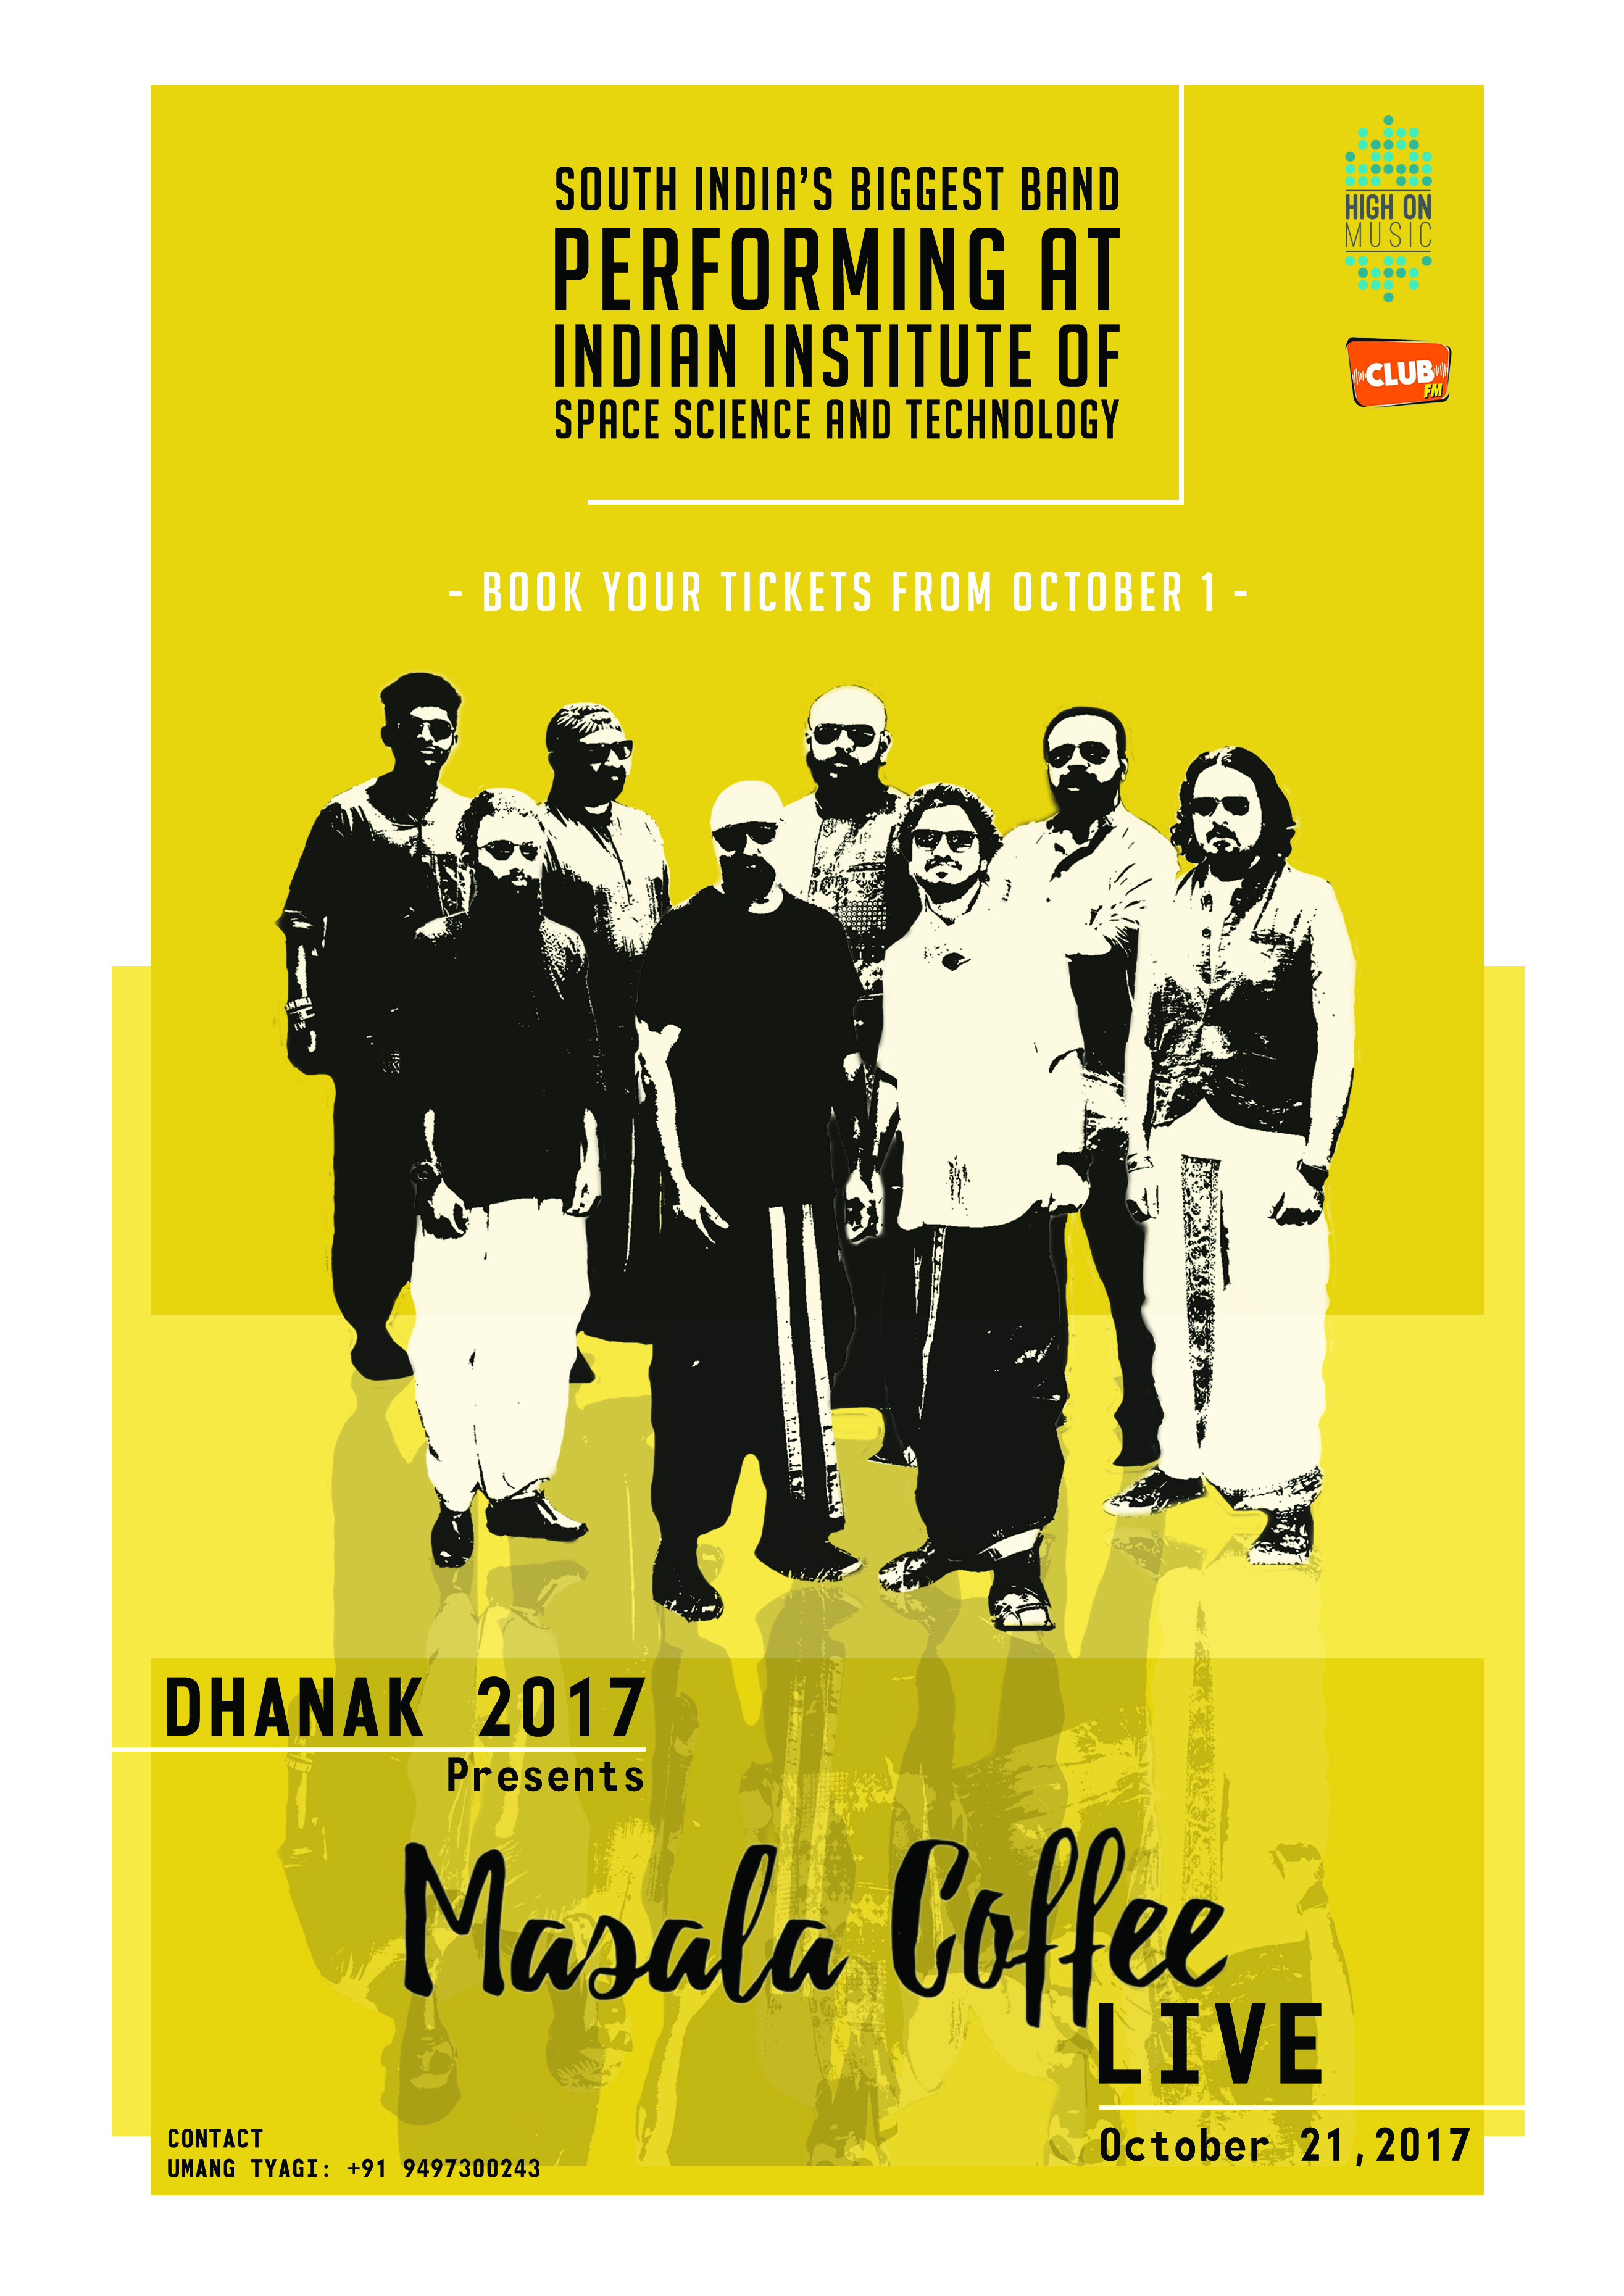 SOUTH INDIA'S BIGGEST BAND
PERFORMING AT
INDIAN INSTITUTE OF
SPACE SCIENCE AND TECHNOLOGY
HIGH ON
MUSIC
CLUB
FM
- BOOK YOUR TICKETS FROM OCTOBER 1 -
DHANAK 2017
Presents
Masala Coffee
LIVE
October 21,2017
CONTACT
UMANG TYAGI: +91 9497300243